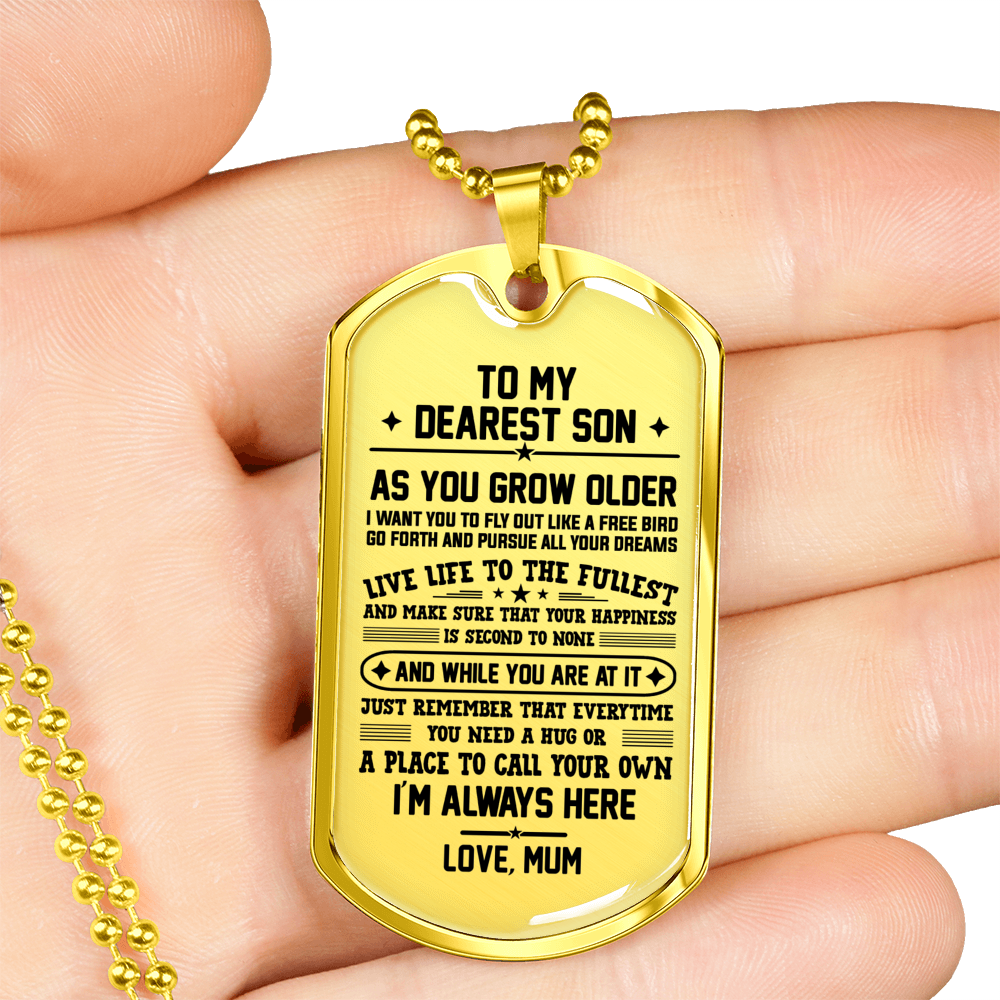 TO MY
DEAREST SON
AS YOU GROW OLDER
I WANT YOU TO FLY OUT LIKE A FREE BIRD
GO FORTH AND PURSUE ALL YOUR DREAMS
LIVE LIFE TO THE FULLEST
AND MAKE SURE THAT YOUR HAPPINESS
IS SECOND TO NONE
AND WHILE YOU ARE AT IT
JUST REMEMBER THAT EVERYTIME
YOU NEED A HUG OR
A PLACE TO CALL YOUR OWN
I'M ALWAYS HERE
LOVE, MUM